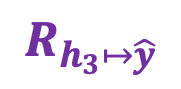 R_{h_3 ↦ ŷ}